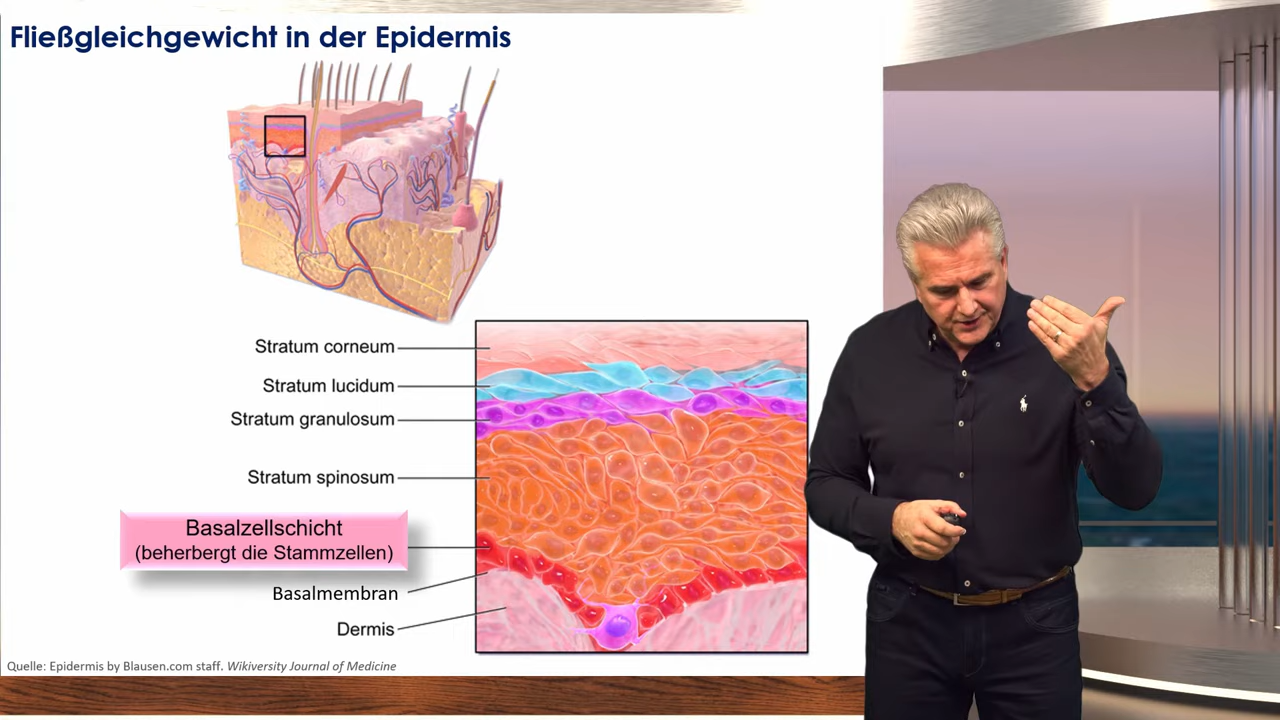 Fließgleichgewicht in der Epidermis
Stratum corneum
Stratum lucidum
Stratum granulosum
Stratum spinosum
Basalzellschicht
(beherbergt die Stammzellen)
Basalmembran
Dermis
Quelle: Epidermis by Blausen.com staff. Wikiversity Journal of Medicine